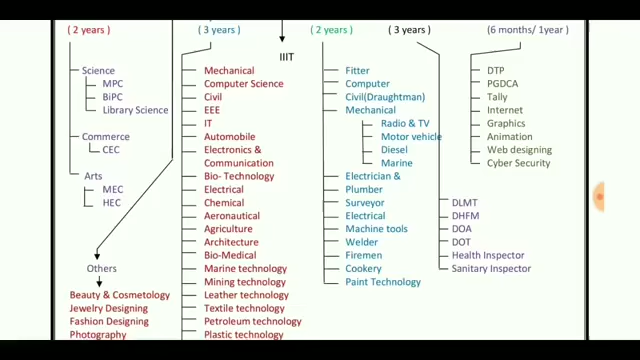 ( 2 years )
( 3 years )
( 2 years )
( 3 years )
(6 months/ 1year)
IIIT
Science
MPC
BiPC
Library Science
Commerce
CEC
Arts
MEC
HEC
Others
Beauty & Cosmetology
Jewelry Designing
Fashion Designing
Photography
Mechanical
Computer Science
Civil
EEE
IT
Automobile
Electronics &
Communication
Bio- Technology
Electrical
Chemical
Aeronautical
Agriculture
Architecture
Bio-Medical
Marine technology
Mining technology
Leather technology
Textile technology
Petroleum technology
Plastic technology
Fitter
Computer
Civil(Draughtman)
Mechanical
Radio & TV
Motor vehicle
Diesel
Marine
Electrician &
Plumber
Surveyor
Electrical
Machine tools
Welder
Firemen
Cookery
Paint Technology
DLMT
DHFM
DOA
DOT
Health Inspector
Sanitary Inspector
DTP
PGDCA
Tally
Internet
Graphics
Animation
Web designing
Cyber Security